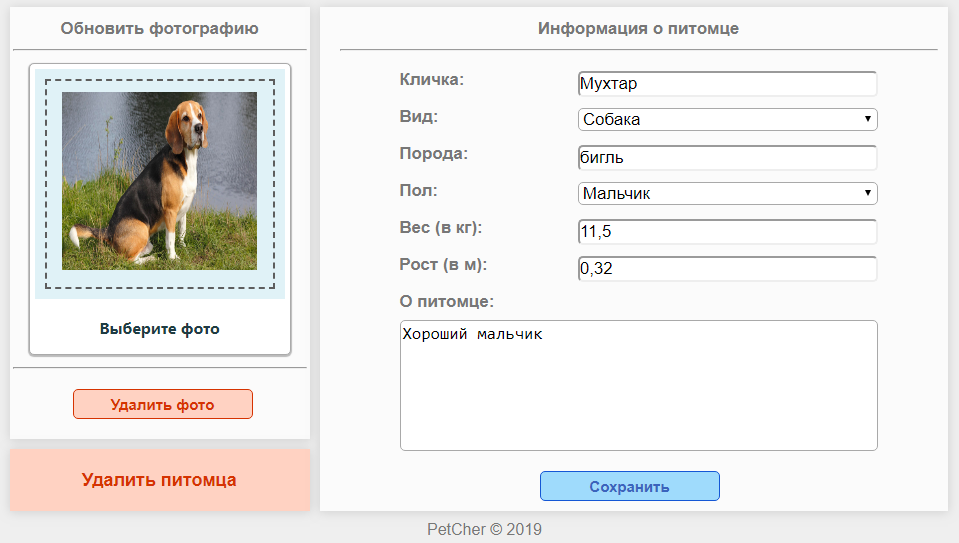 Обновить фотографию
Выберите фото
Удалить фото
Удалить питомца
Информация о питомце
Кличка: Мухтар
Вид: Собака
Порода: бигль
Пол: Мальчик
Вес (в кг): 11,5
Рост (в м): 0,32
О питомце:
Хороший мальчик
Сохранить
PetCher © 2019